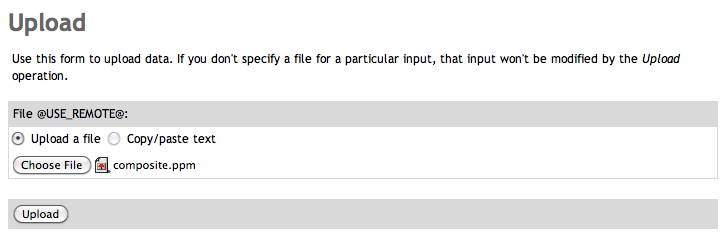 Upload
Use this form to upload data. If you don't specify a file for a particular input, that input won't be modified by the Upload
operation.
File @USE_REMOTE@:
Upload a file Copy/paste text
Choose File composite.ppm
Upload